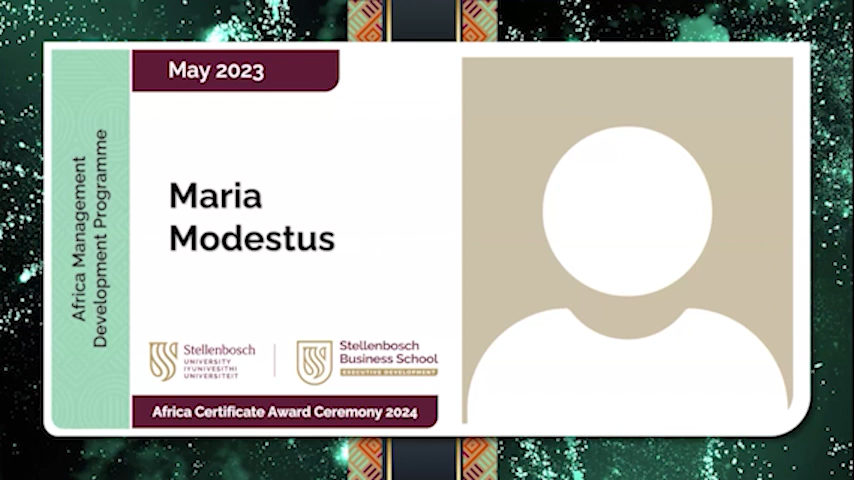 May 2023
Africa Management
Development Programme
Maria
Modestus
Stellenbosch
UNIVERSITY
IYUNIVESITHI
UNIVERSITEIT
Stellenbosch
Business School
EXECUTIVE DEVELOPMENT
Africa Certificate Award Ceremony 2024